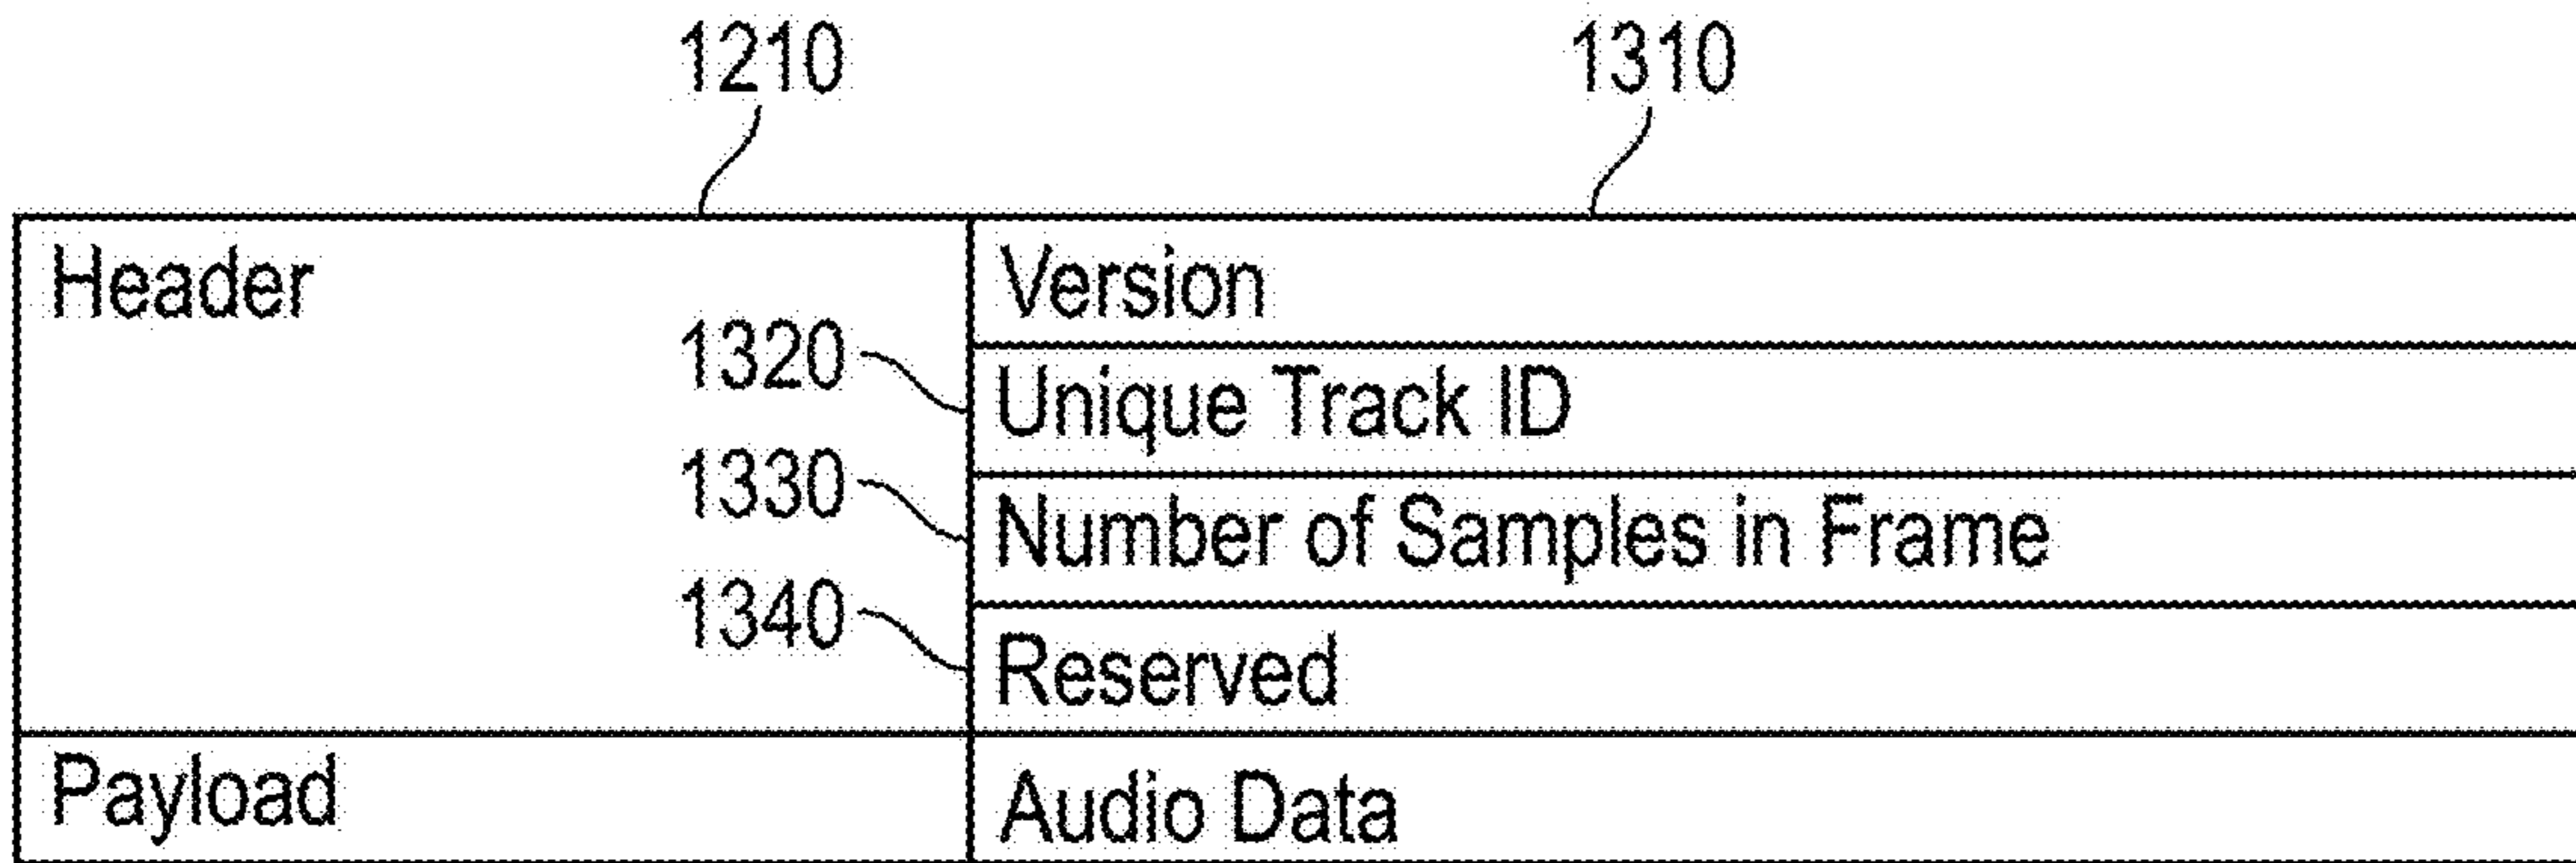 1210 1310
Header Version
1320 Unique Track ID
1330 Number of Samples in Frame
1340 Reserved
Payload Audio Data